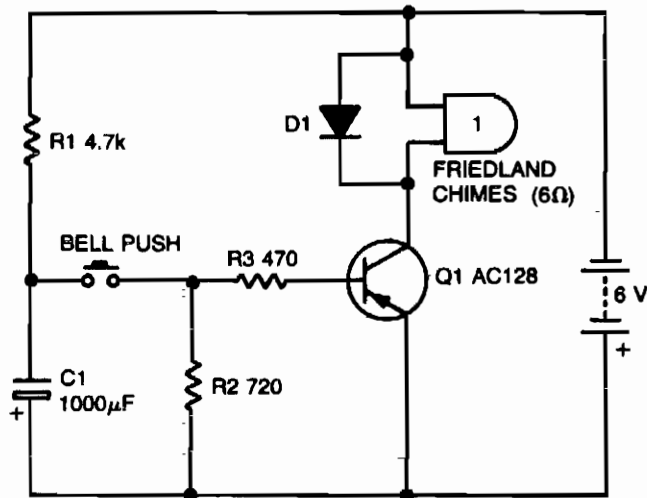 R1 4.7k
D1
1
FRIEDLAND
CHIMES (6Ω)
BELL PUSH
R3 470
Q1 AC128
6 V
+
C1
1000μF
+
R2 720